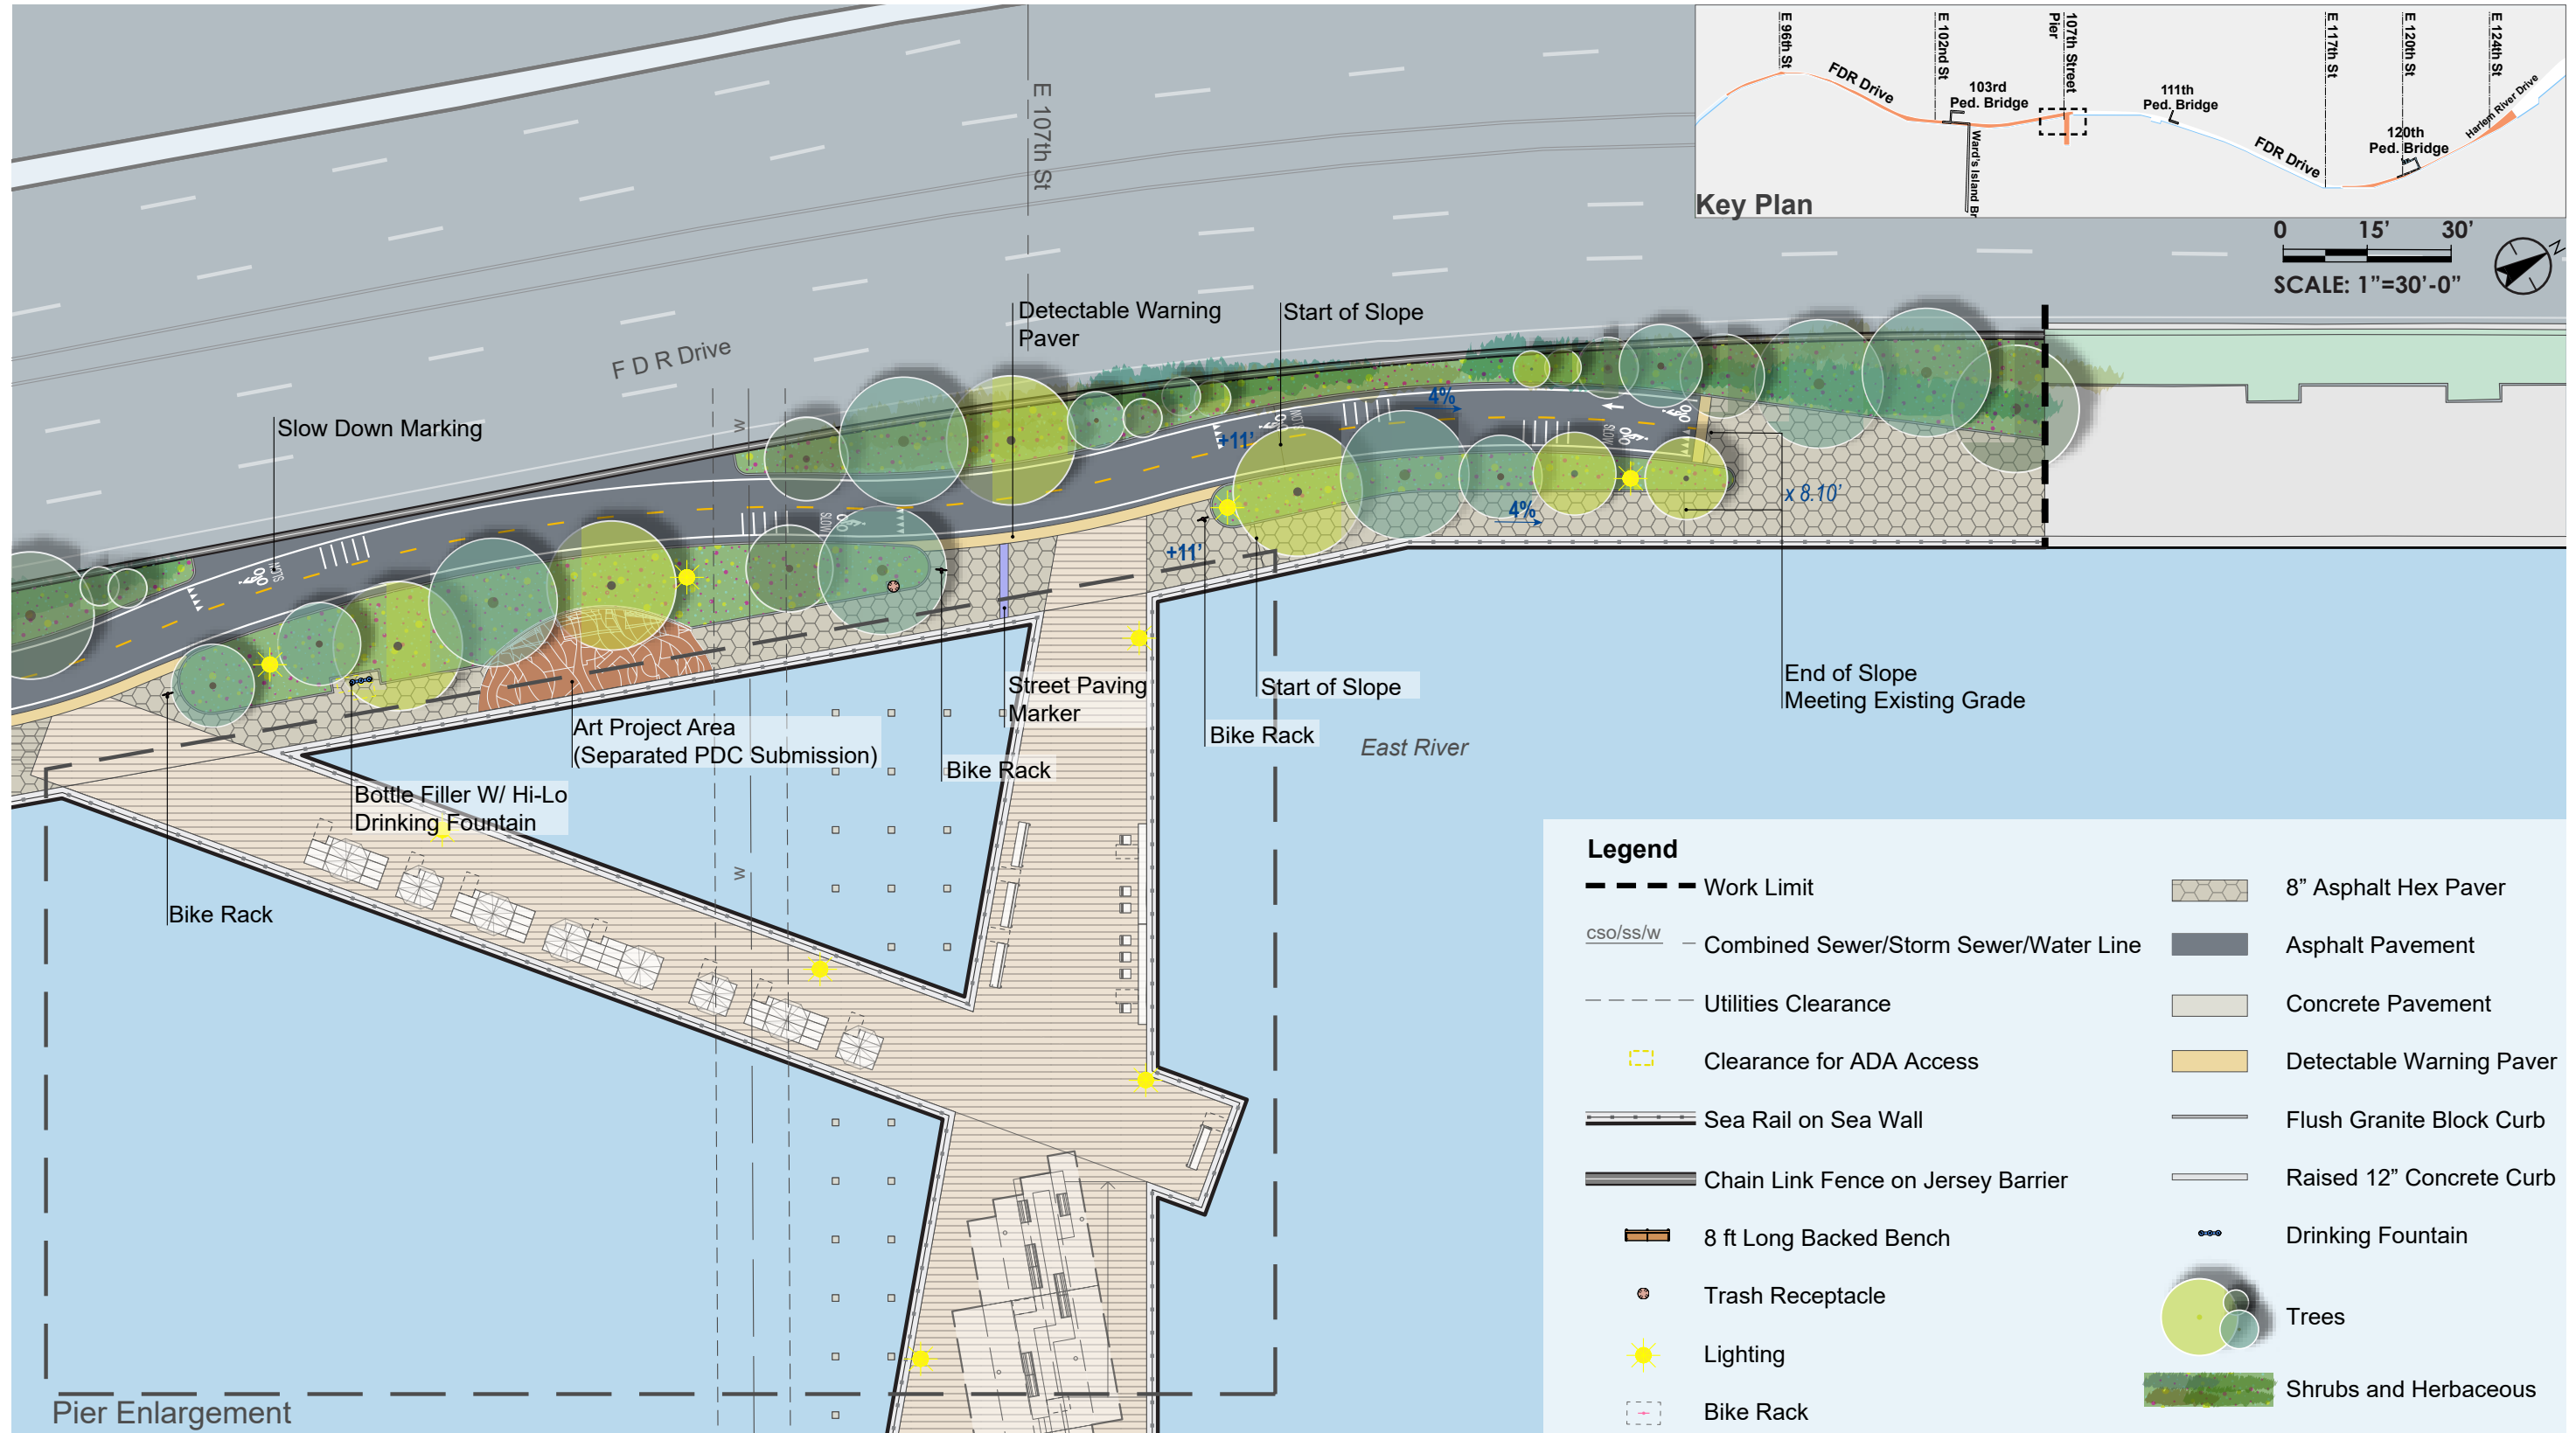 E 96th St
E 102nd St
107th Street
Pier
E 117th St
E 120th St
E 124th St
FDR Drive
103rd
Ped. Bridge
111th
Ped. Bridge
Harlem River Drive
120th
Ped. Bridge
FDR Drive
Ward's Island Br
Key Plan
0 15' 30'
SCALE: 1”=30’-0”
N
E 107th St
F D R Drive
Detectable Warning
Paver
Start of Slope
Slow Down Marking
W
4%
+11'
SLOW
SLOW
SLOW
SLOW
x 8.10'
4%
+11'
End of Slope
Meeting Existing Grade
Start of Slope
Street Paving
Marker
Bike Rack
East River
Art Project Area
(Separated PDC Submission)
Bike Rack
Bottle Filler W/ Hi-Lo
Drinking Fountain
Bike Rack
W
Pier Enlargement
Legend
Work Limit
cso/ss/w
Combined Sewer/Storm Sewer/Water Line
Utilities Clearance
Clearance for ADA Access
Sea Rail on Sea Wall
Chain Link Fence on Jersey Barrier
8 ft Long Backed Bench
Trash Receptacle
Lighting
Bike Rack
8” Asphalt Hex Paver
Asphalt Pavement
Concrete Pavement
Detectable Warning Paver
Flush Granite Block Curb
Raised 12” Concrete Curb
Drinking Fountain
Trees
Shrubs and Herbaceous